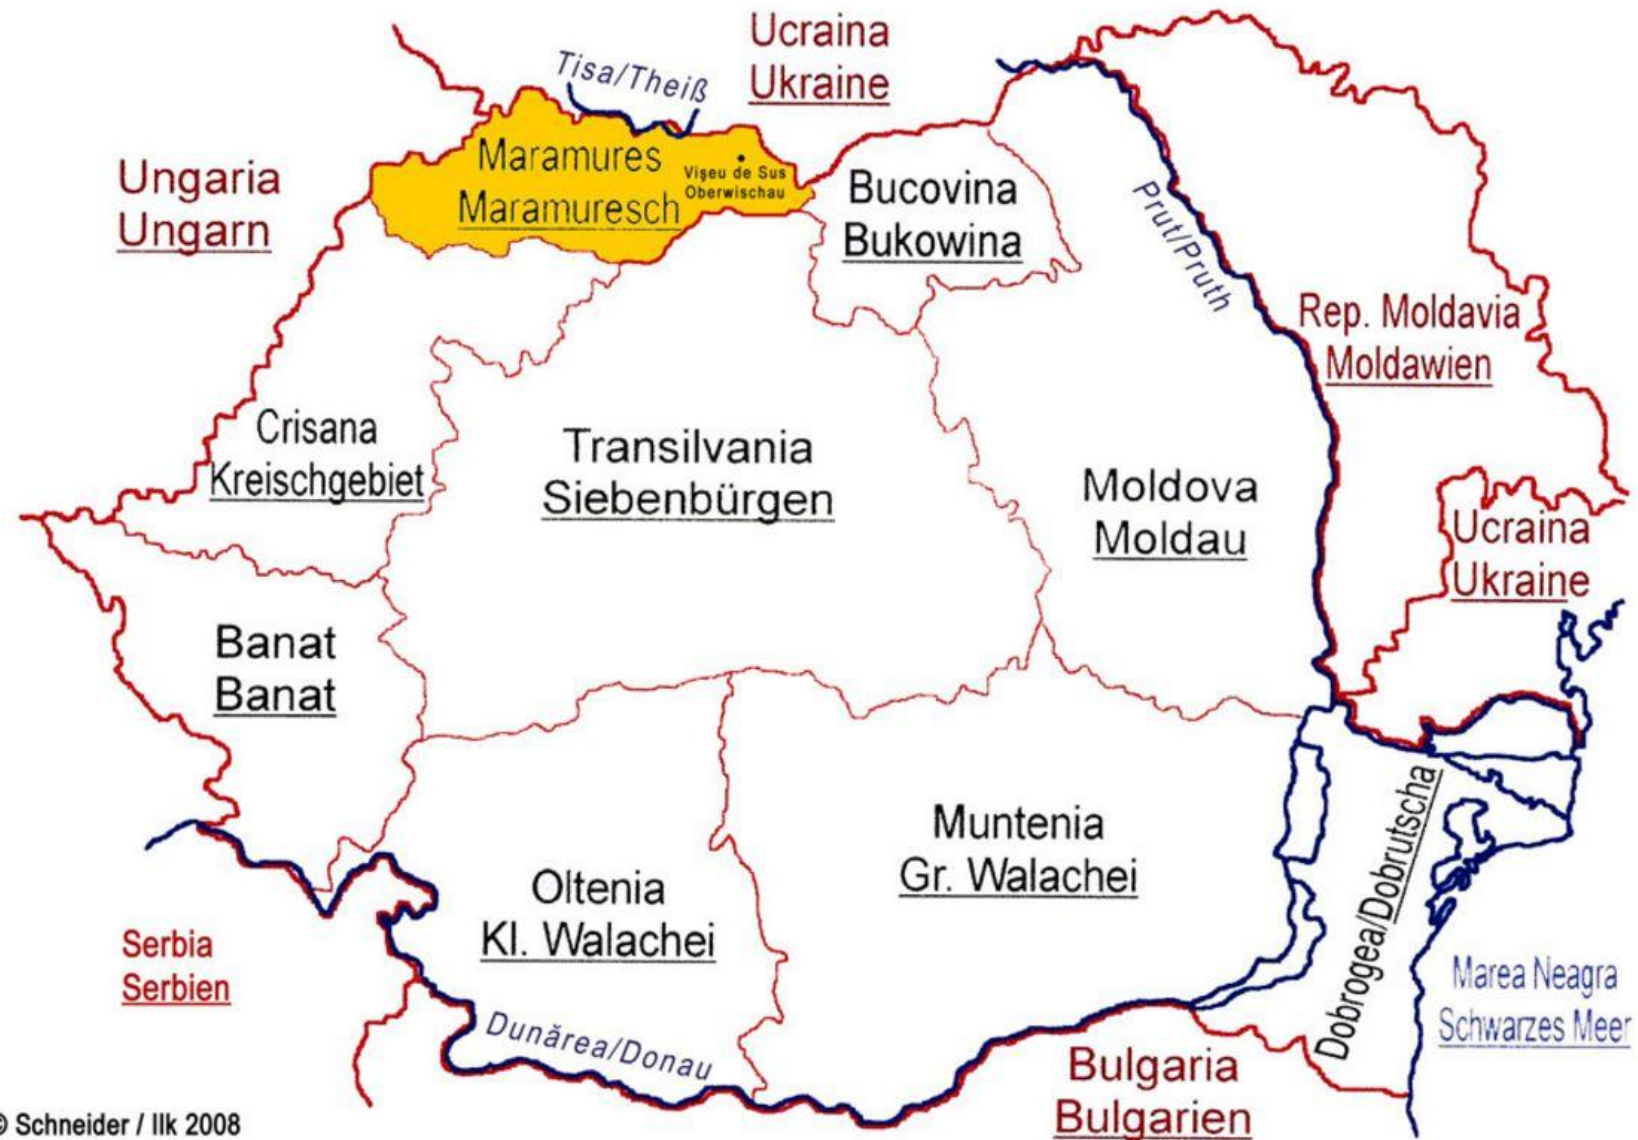 Ucraina
Ukraine
Tisa/Theiß
Ungaria
Ungarn
Maramures
Maramuresch
Vişeu de Sus
Oberwischau
Bucovina
Bukowina
Prut/Pruth
Rep. Moldavia
Moldawien
Crisana
Kreischgebiet
Transilvania
Siebenbürgen
Moldova
Moldau
Ucraina
Ukraine
Banat
Banat
Muntenia
Gr. Walachei
Oltenia
Kl. Walachei
Dobrogea/Dobrutscha
Serbia
Serbien
Marea Neagra
Schwarzes Meer
Dunărea/Donau
Bulgaria
Bulgarien
© Schneider / Ilk 2008